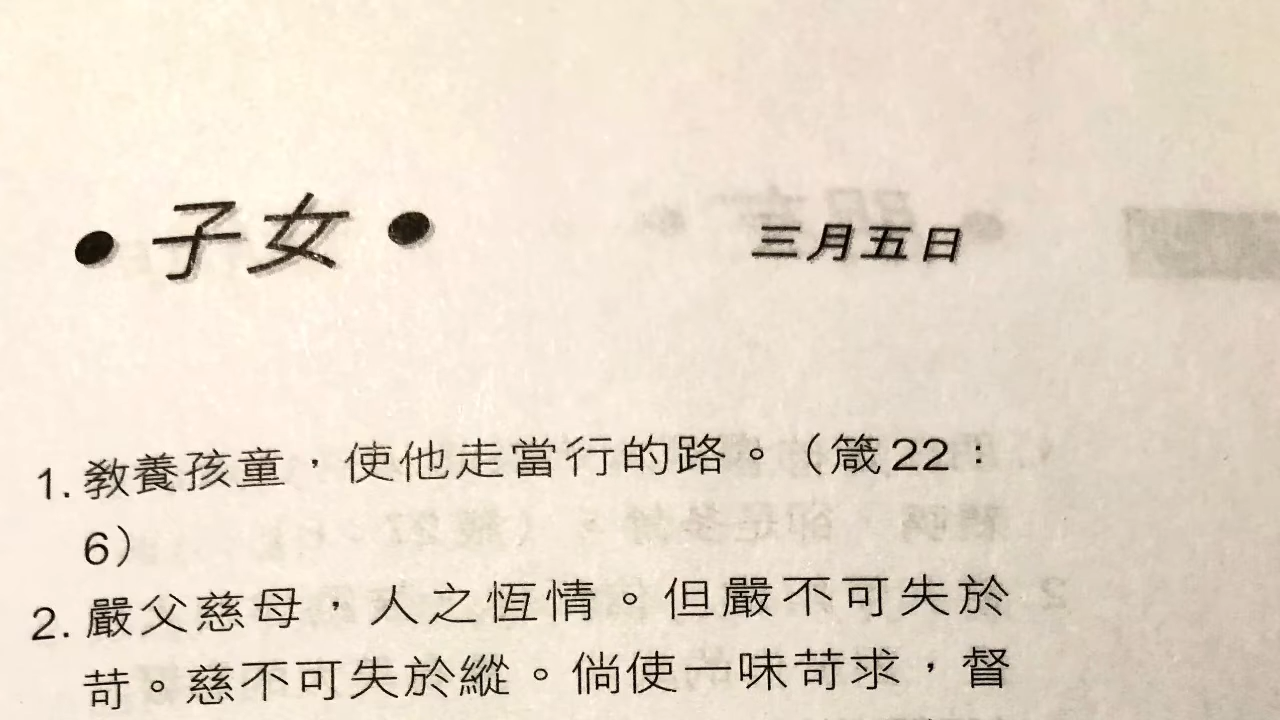 •子女•
三月五日
1.教養孩童，使他走當行的路。（箴22：
6）
2.嚴父慈母，人之恆情。但嚴不可失於
苛。慈不可失於縱。倘使一味苛求，督